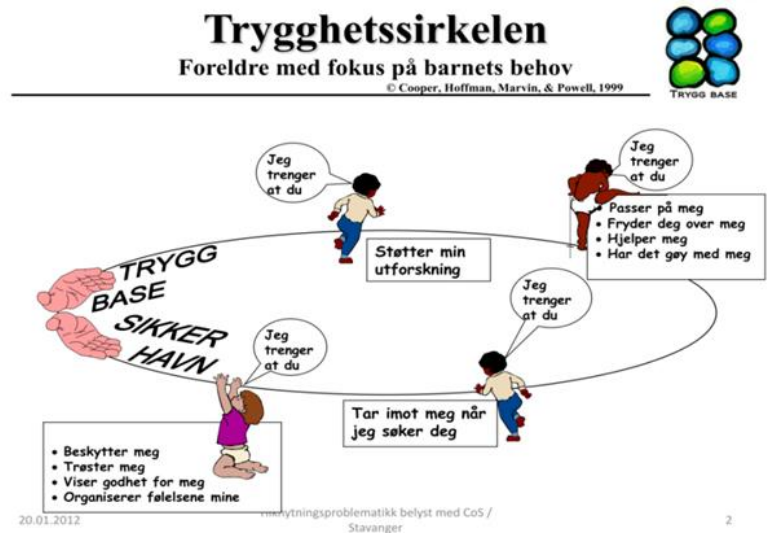 Trygghetssirkelen
Foreldre med fokus på barnets behov
© Cooper, Hoffman, Marvin, & Powell, 1999
TRYGG BASE
Jeg
trenger
at du
Støtter min
utforskning
Jeg
trenger
at du
• Passer på meg
• Fryder deg over meg
• Hjelper meg
• Har det gøy med meg
TRYGG
BASE
SIKKER
HAVN
Jeg
trenger
at du
Tar imot meg når
jeg søker deg
Jeg
trenger
at du
• Beskytter meg
• Trøster meg
• Viser godhet for meg
• Organiserer følelsene mine
20.01.2012
belyst med CoS /
Stavanger
2